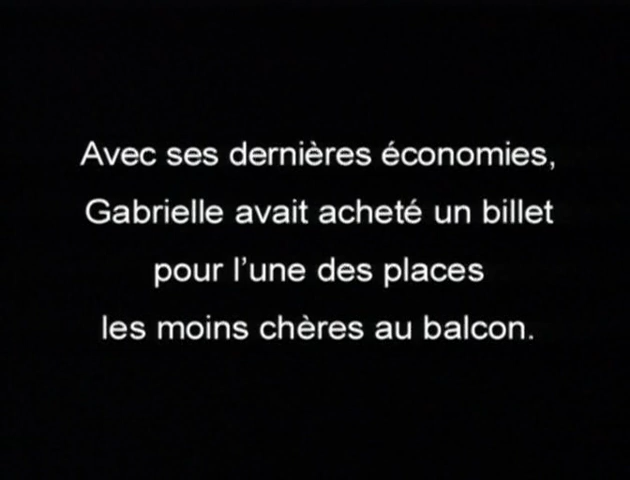 Avec ses dernières économies,
Gabrielle avait acheté un billet
pour l'une des places
les moins chères au balcon.